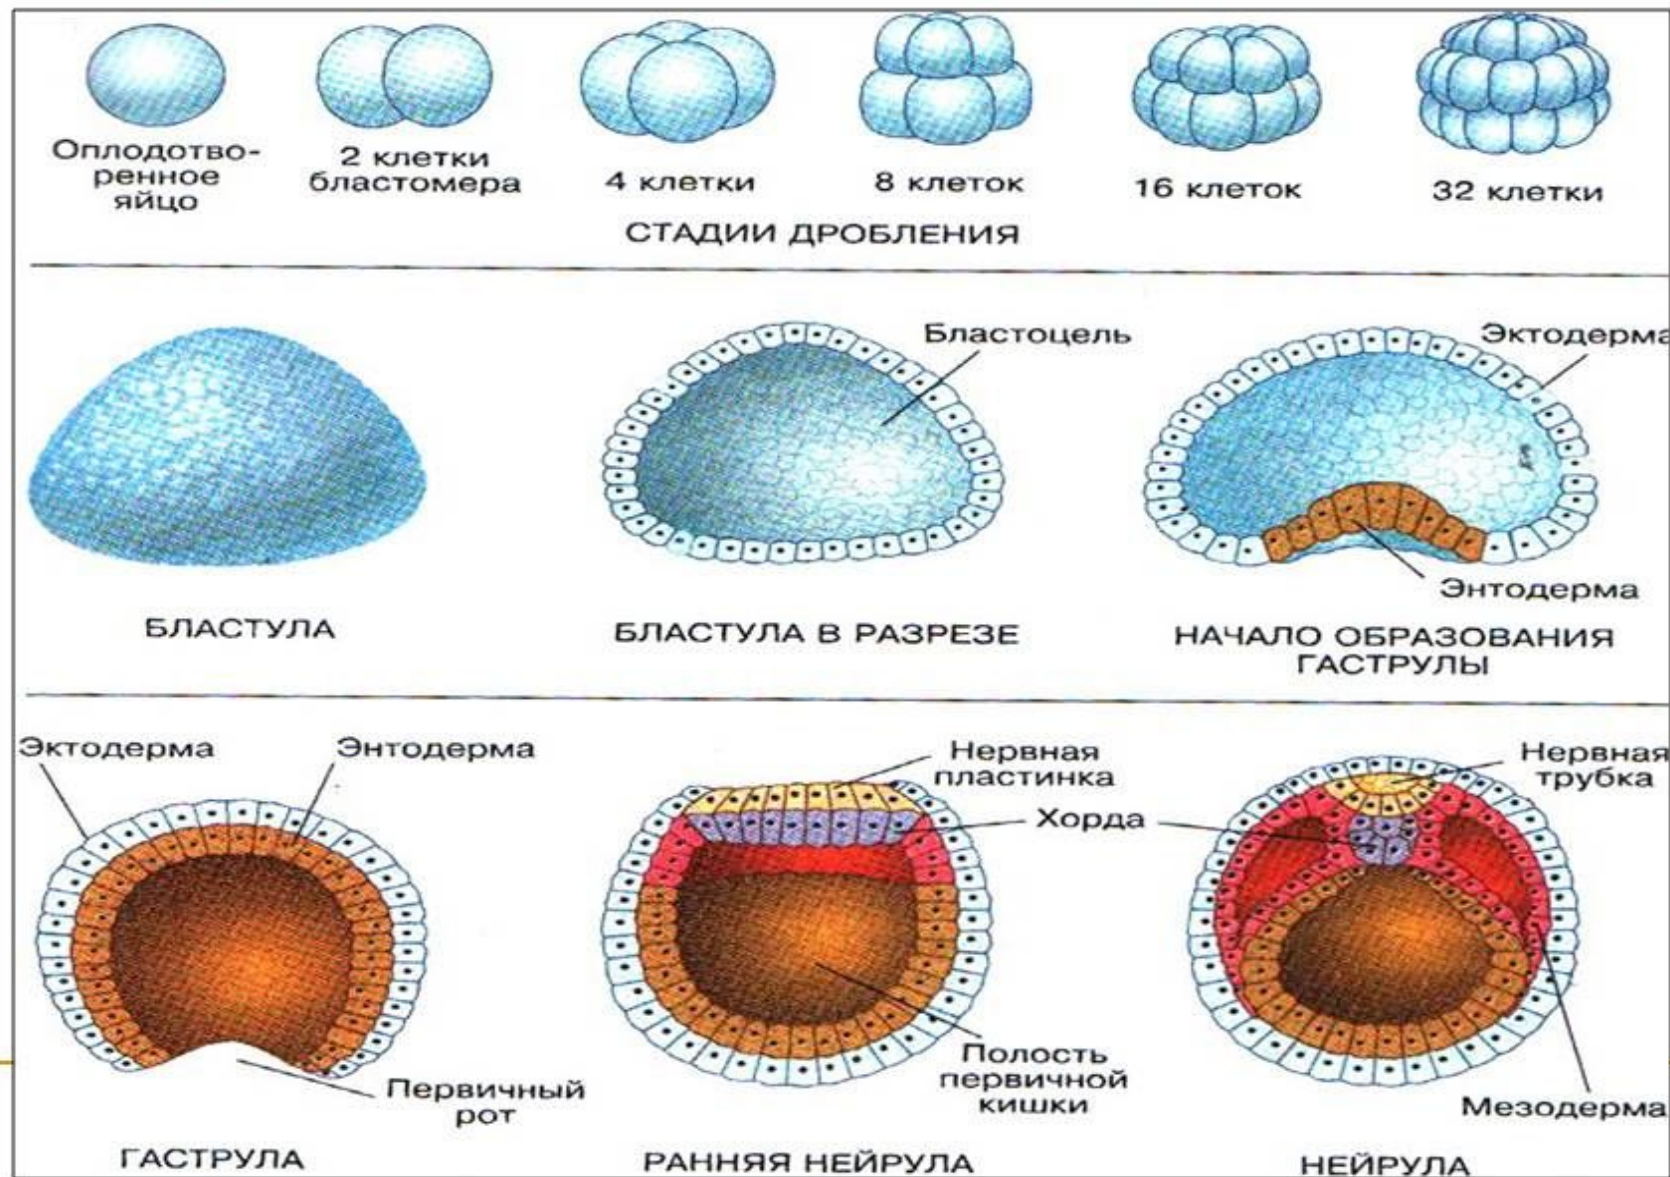 Оплодотво-
ренное
яйцо
2 клетки
бластомера
4 клетки
8 клеток
16 клеток
32 клетки
СТАДИИ ДРОБЛЕНИЯ
Бластоцель
Эктодерма
Энтодерма
БЛАСТУЛА
БЛАСТУЛА В РАЗРЕЗЕ
НАЧАЛО ОБРАЗОВАНИЯ
ГАСТРУЛЫ
Эктодерма
Энтодерма
Первичный
рот
ГАСТРУЛА
Нервная
пластинка
Хорда
Полость
первичной
кишки
РАННЯЯ НЕЙРУЛА
Нервная
трубка
Мезодерма
НЕЙРУЛА